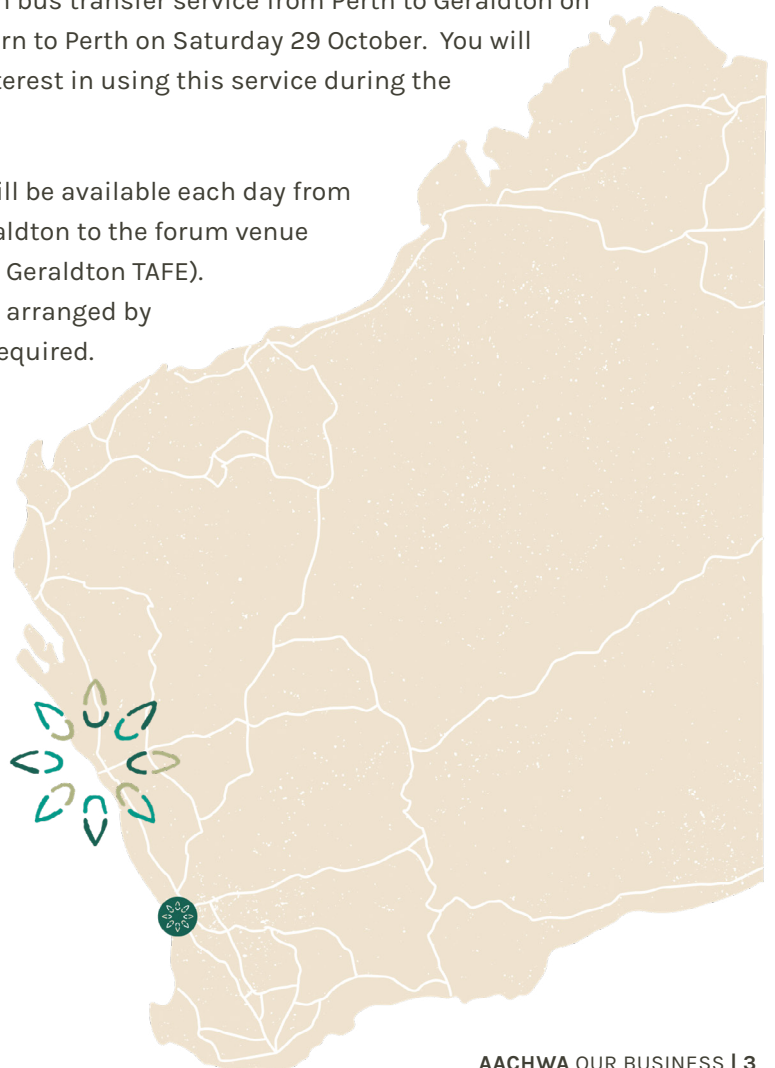 bus transfer service from Perth to Geraldton on
rn to Perth on Saturday 29 October. You will
terest in using this service during the
ill be available each day from
aldton to the forum venue
Geraldton TAFE).
arranged by
equired.
AACHWA OUR BUSINESS | 3